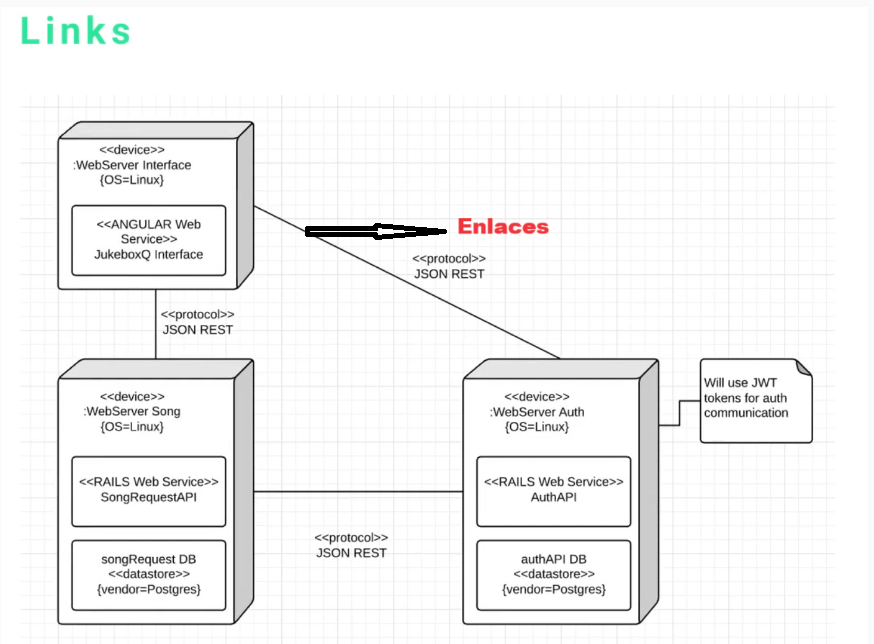 Links
<<device>>
:WebServer Interface
{OS=Linux}
<<ANGULAR Web
Service>>
JukeboxQ Interface
Enlaces
<<protocol>>
JSON REST
<<protocol>>
JSON REST
<<device>>
:WebServer Song
{OS=Linux}
<<RAILS Web Service>>
SongRequestAPI
songRequest DB
<<datastore>>
{vendor=Postgres}
<<protocol>>
JSON REST
<<device>>
:WebServer Auth
{OS=Linux}
<<RAILS Web Service>>
AuthAPI
authAPI DB
<<datastore>>
{vendor=Postgres}
Will use JWT
tokens for auth
communication